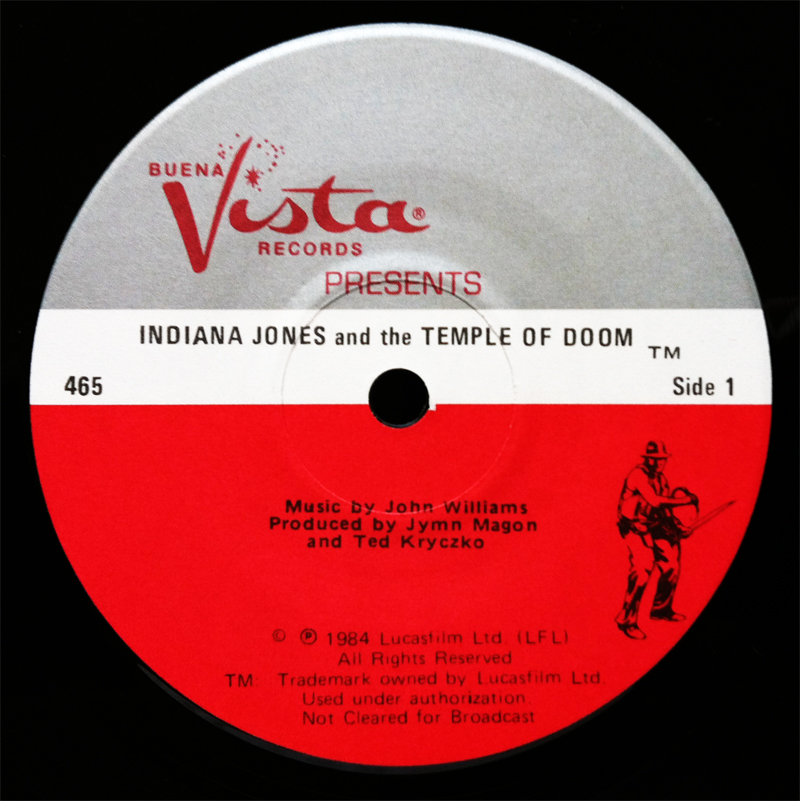 BUENA
Vista®
RECORDS
PRESENTS
INDIANA JONES and the TEMPLE OF DOOM TM
465 Side 1
Music by John Williams
Produced by Jymn Magon
and Ted Kryczko
© ℗ 1984 Lucasfilm Ltd. (LFL)
All Rights Reserved
TM: Trademark owned by Lucasfilm Ltd.
Used under authorization.
Not Cleared for Broadcast